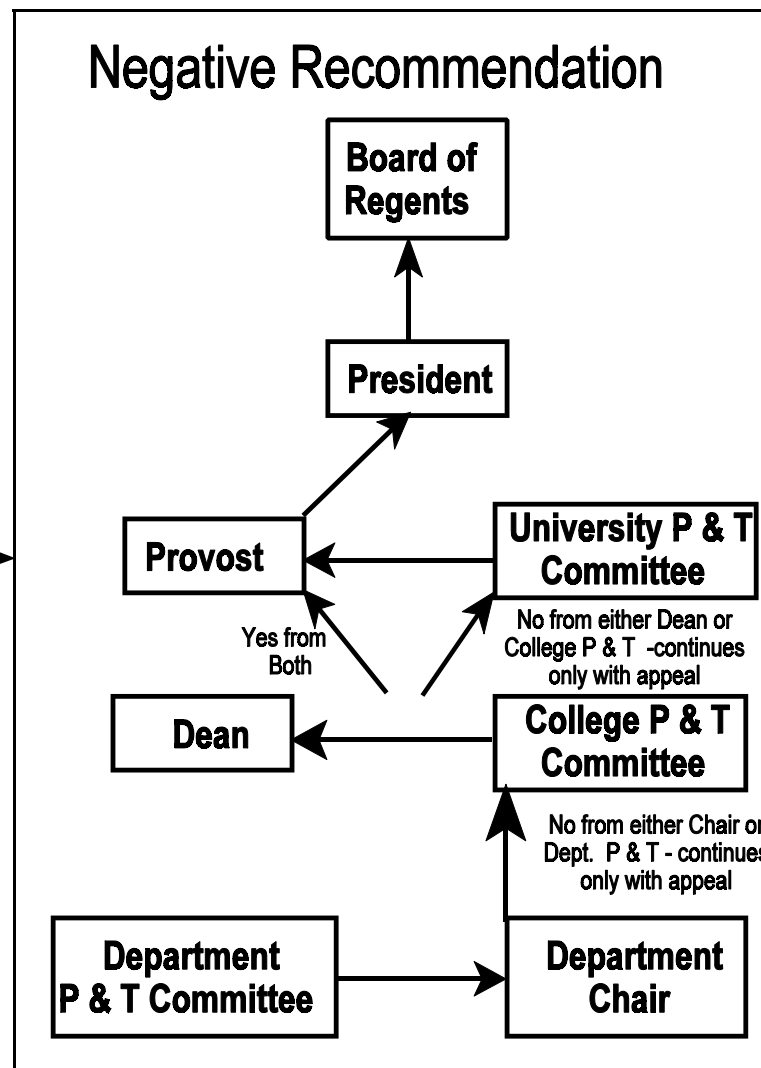 Negative Recommendation
Board of
Regents
President
Provost
University P & T
Committee
Yes from
Both
No from either Dean or
College P & T -continues
only with appeal
Dean
College P & T
Committee
No from either Chair or
Dept. P & T - continues
only with appeal
Department
P & T Committee
Department
Chair